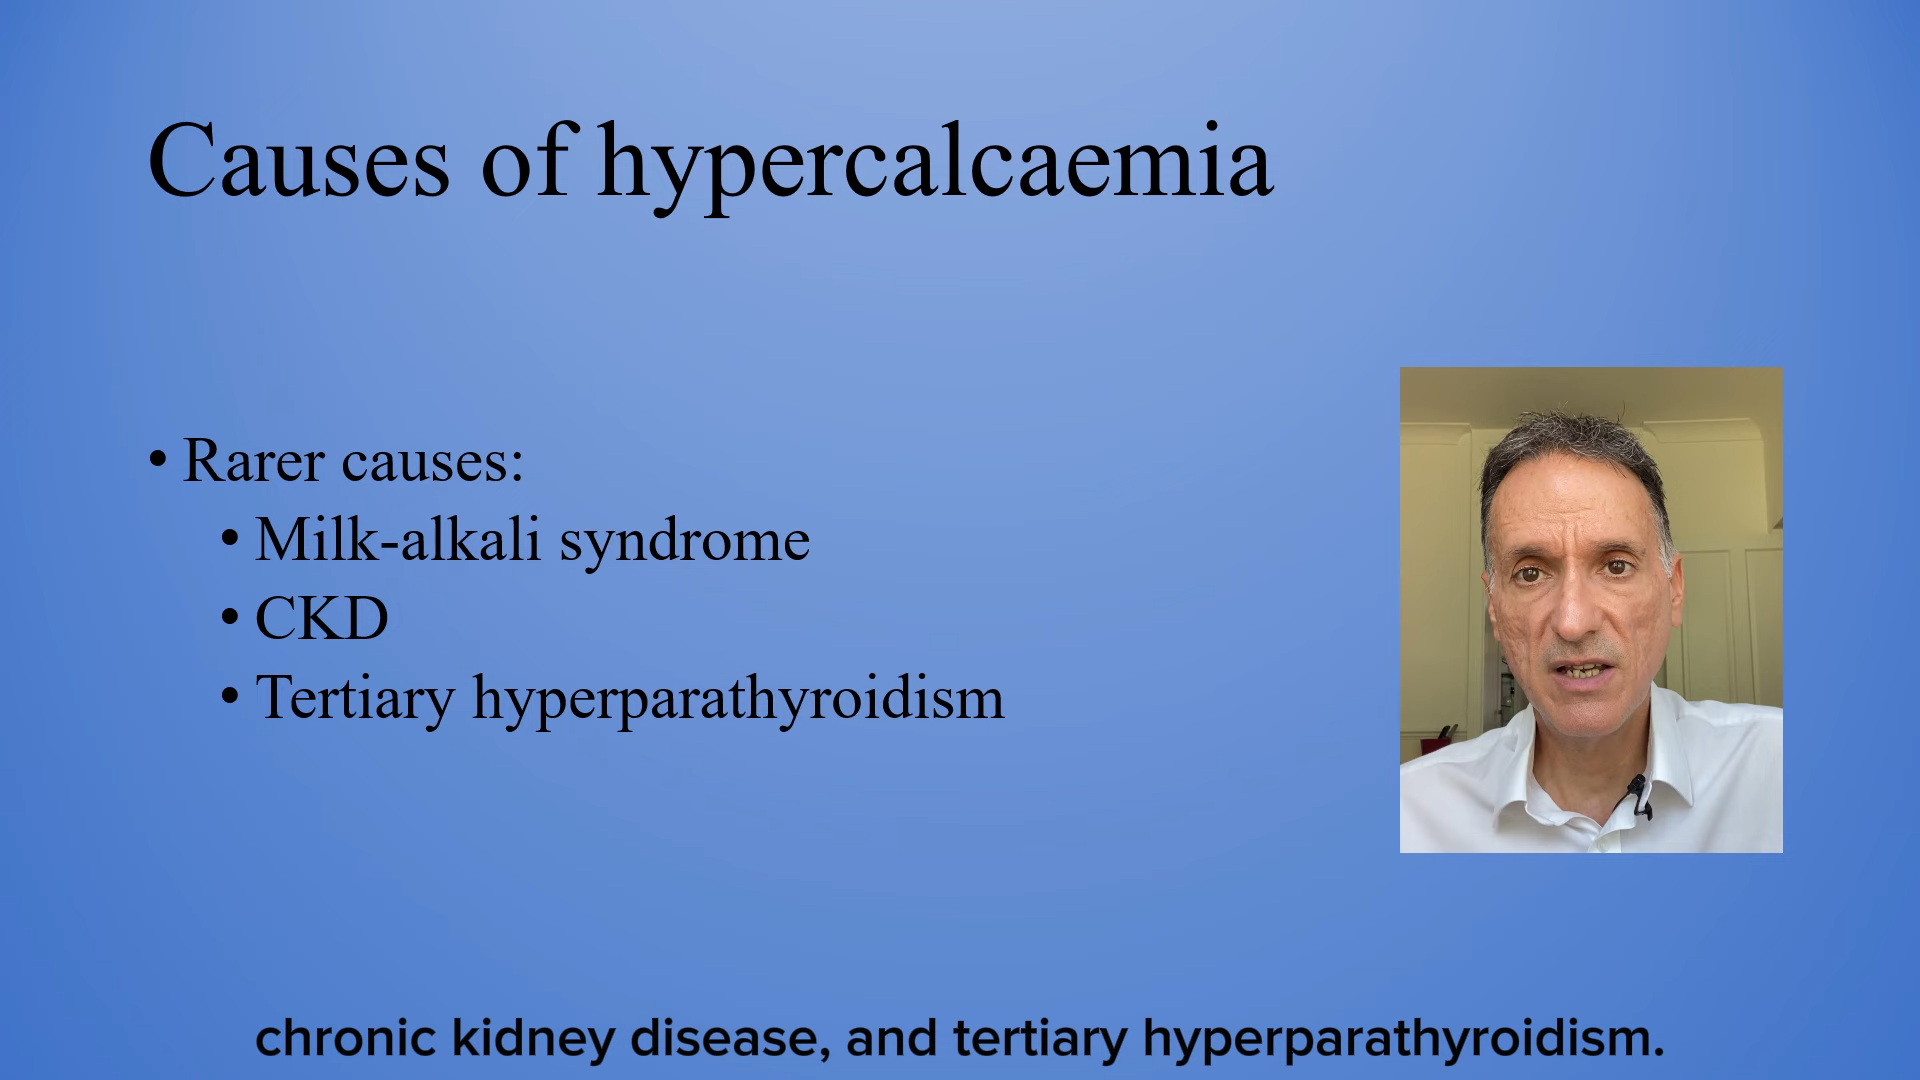 Causes of hypercalcaemia
• Rarer causes:
• Milk-alkali syndrome
• CKD
• Tertiary hyperparathyroidism
chronic kidney disease, and tertiary hyperparathyroidism.